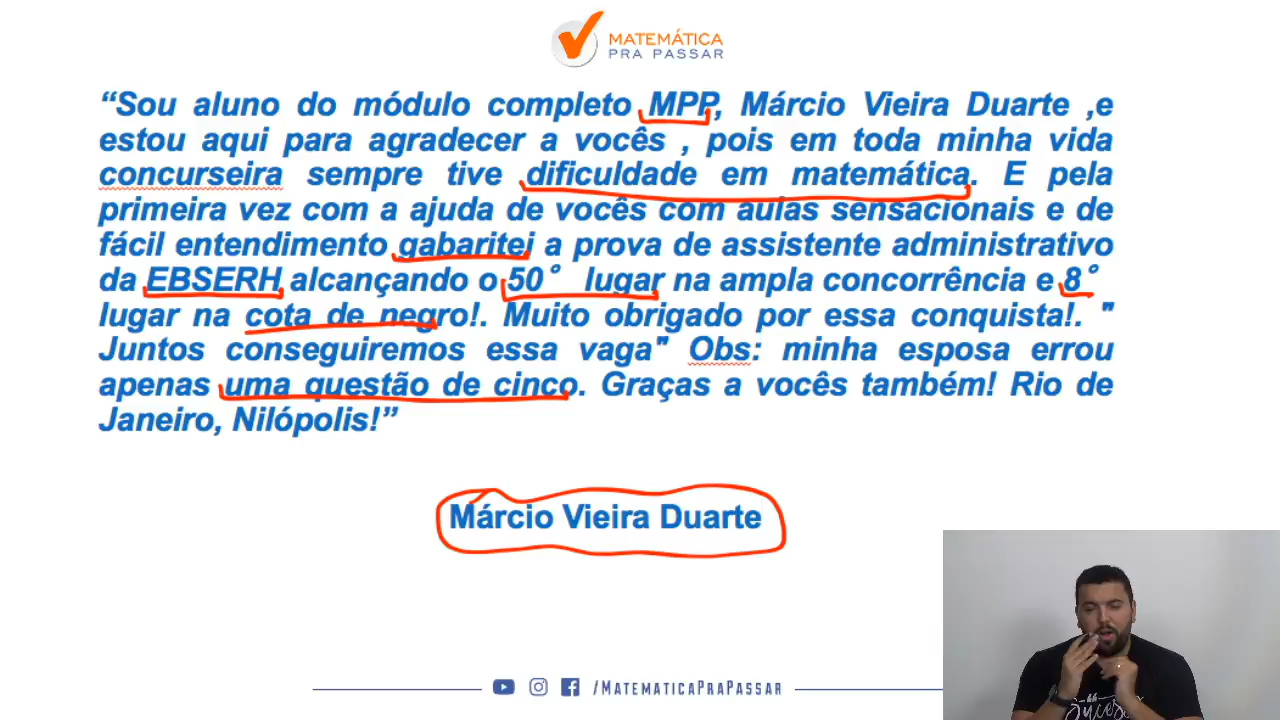 MATEMÁTICA
PRA PASSAR
“Sou aluno do módulo completo MPP, Márcio Vieira Duarte ,e
estou aqui para agradecer a vocês , pois em toda minha vida
concurseira sempre tive dificuldade em matemática. E pela
primeira vez com a ajuda de vocês com aulas sensacionais e de
fácil entendimento gabaritei a prova de assistente administrativo
da EBSERH alcançando o 50° lugar na ampla concorrência e 8°
lugar na cota de negro!. Muito obrigado por essa conquista!. "
Juntos conseguiremos essa vaga" Obs: minha esposa errou
apenas uma questão de cinco. Graças a vocês também! Rio de
Janeiro, Nilópolis!”
Márcio Vieira Duarte
/MATEMATICAPRAPASSAR